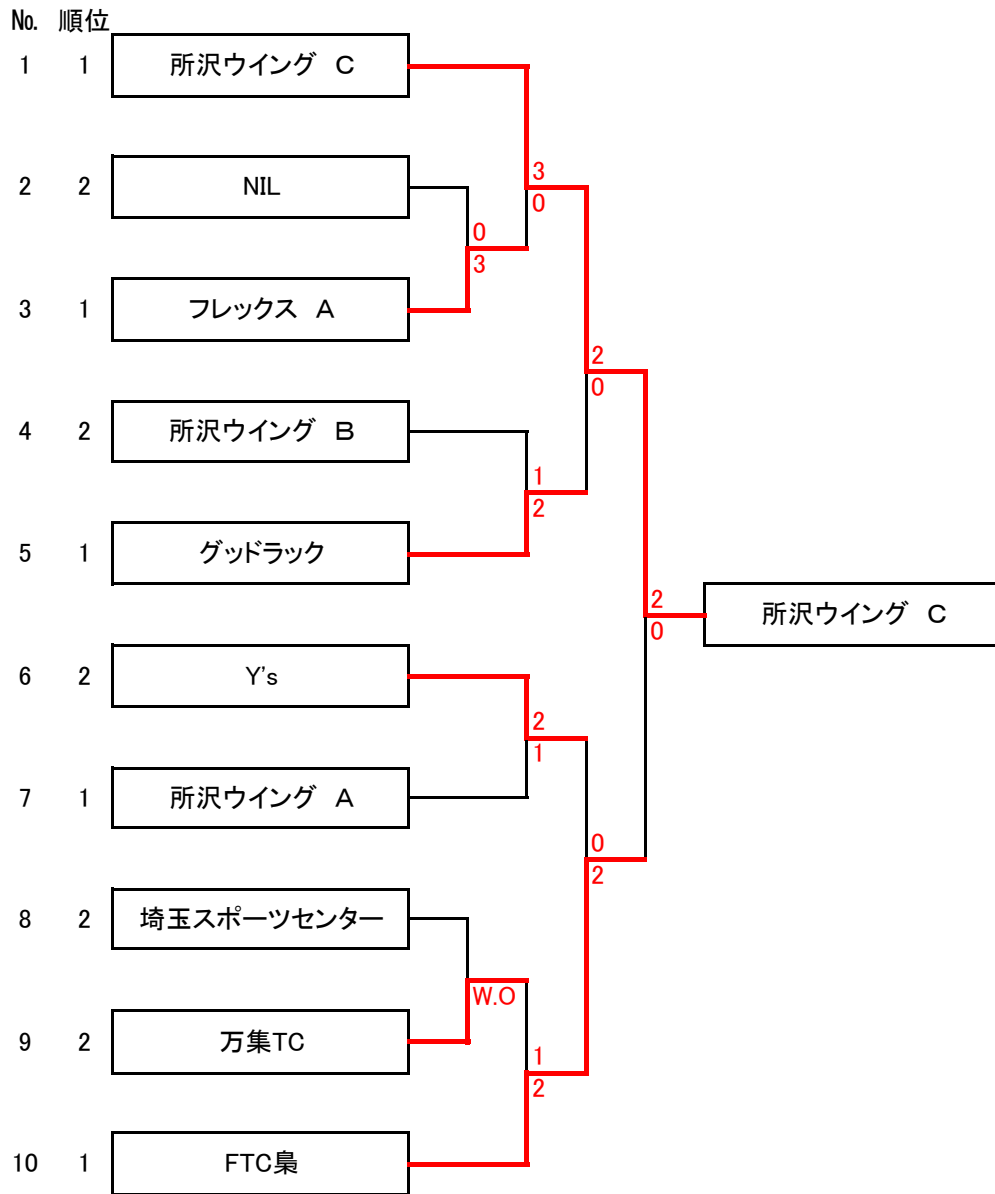 No. 順位
1 1 所沢ウイング C
3
0
2 2 NIL
0
3
3 1 フレックス A
2
0
4 2 所沢ウイング B
1
2
5 1 グッドラック
2
0
所沢ウイング C
6 2 Y's
2
1
7 1 所沢ウイング A
0
2
8 2 埼玉スポーツセンター
W.O
9 2 万集TC
1
2
10 1 FTC梟